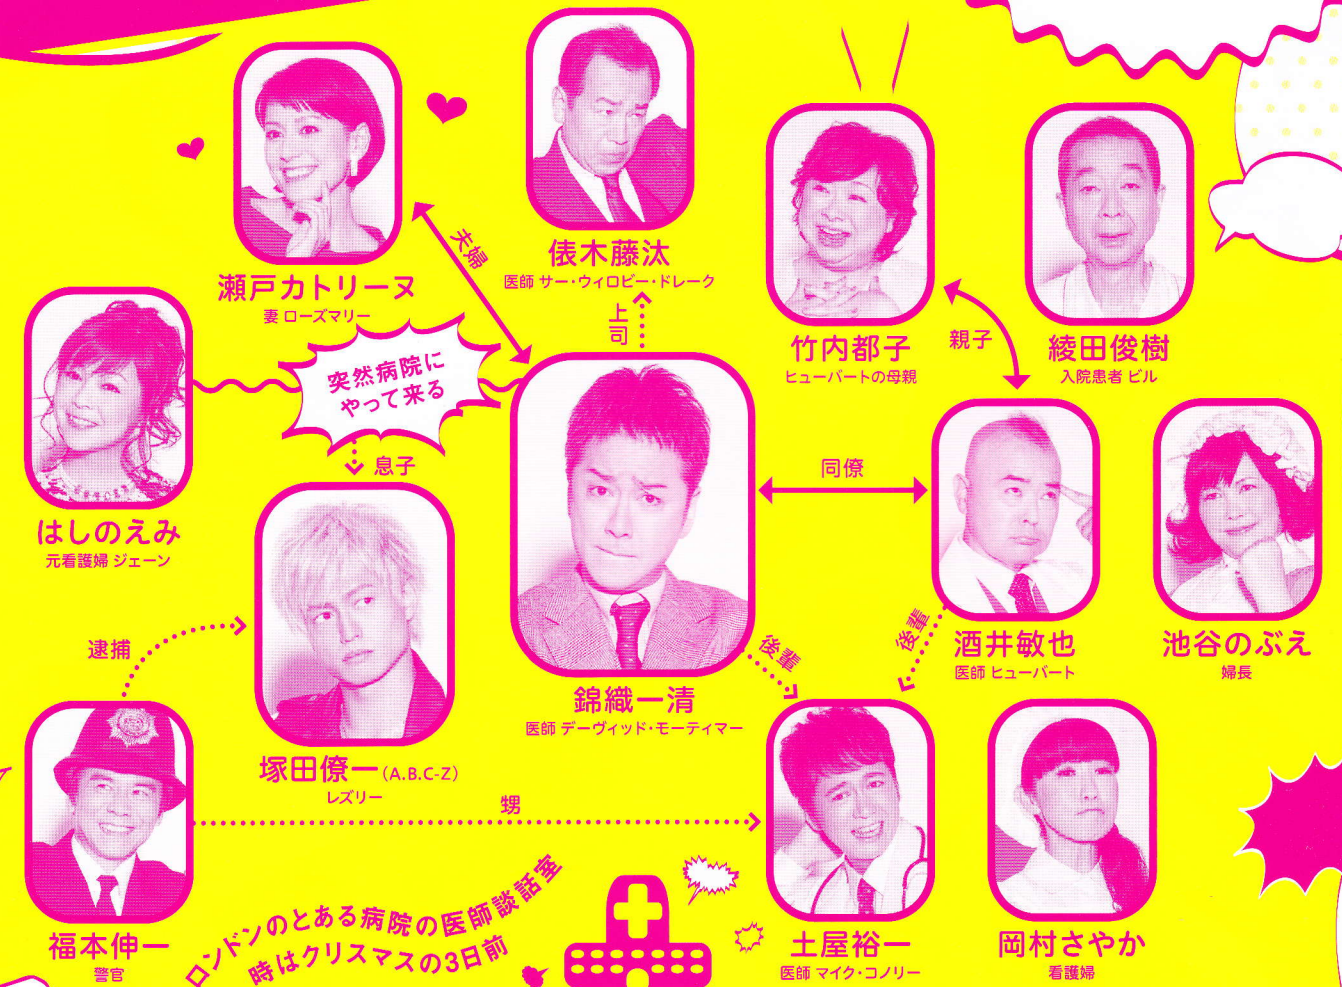 瀬戸カトリーヌ
妻 ローズマリー
夫婦
俵木藤汰
医師 サー・ウィロビー・ドレーク
上司
竹内都子
ヒューバートの母親
親子
綾田俊樹
入院患者 ビル
はしのえみ
元看護婦 ジェーン
突然病院に
やって来る
息子
塚田僚一(A.B.C-Z)
レズリー
錦織一清
医師 デーヴィッド・モーティマー
同僚
酒井敏也
医師 ヒューバート
池谷のぶえ
婦長
後輩
後輩
逮捕
福本伸一
警官
甥
土屋裕一
医師 マイク・コノリー
岡村さやか
看護婦
ロンドンのとある病院の医師談話室
時はクリスマスの3日前